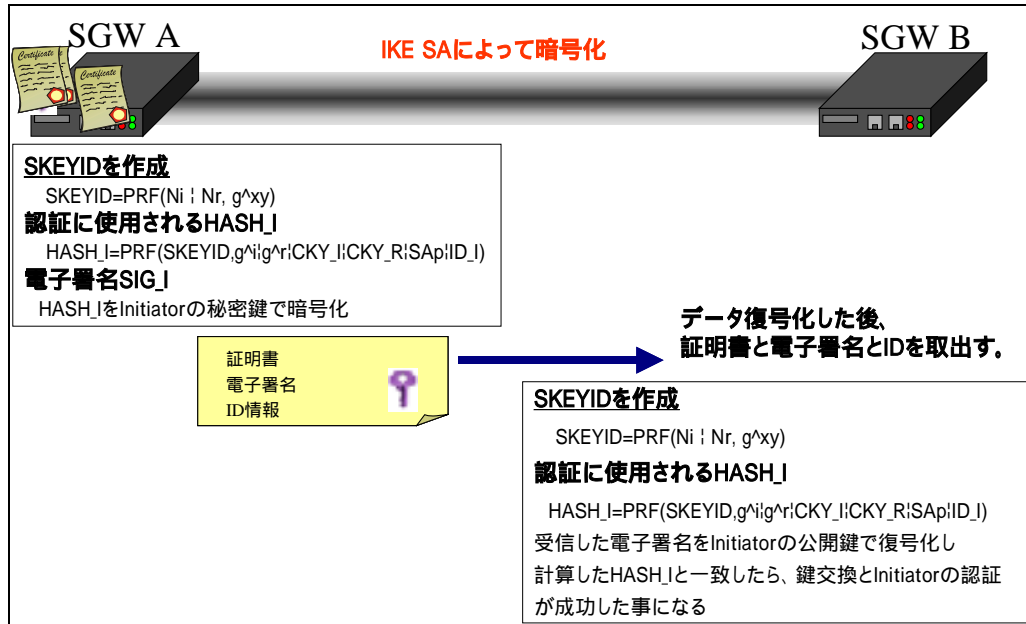 SGW A
SGW B
IKE SAによって暗号化
Certificate
Certificate
SKEYIDを作成
SKEYID=PRF(Ni ¦ Nr, g^xy)
認証に使用されるHASH_I
HASH_I=PRF(SKEYID,g^i¦g^r¦CKY_I¦CKY_R¦SAp¦ID_I)
電子署名SIG_I
HASH_IをInitiatorの秘密鍵で暗号化
証明書
電子署名
ID情報
データ復号化した後、
証明書と電子署名とIDを取出す。
SKEYIDを作成
SKEYID=PRF(Ni ¦ Nr, g^xy)
認証に使用されるHASH_I
HASH_I=PRF(SKEYID,g^i¦g^r¦CKY_I¦CKY_R¦SAp¦ID_I)
受信した電子署名をInitiatorの公開鍵で復号化し
計算したHASH_Iと一致したら、鍵交換とInitiatorの認証
が成功した事になる